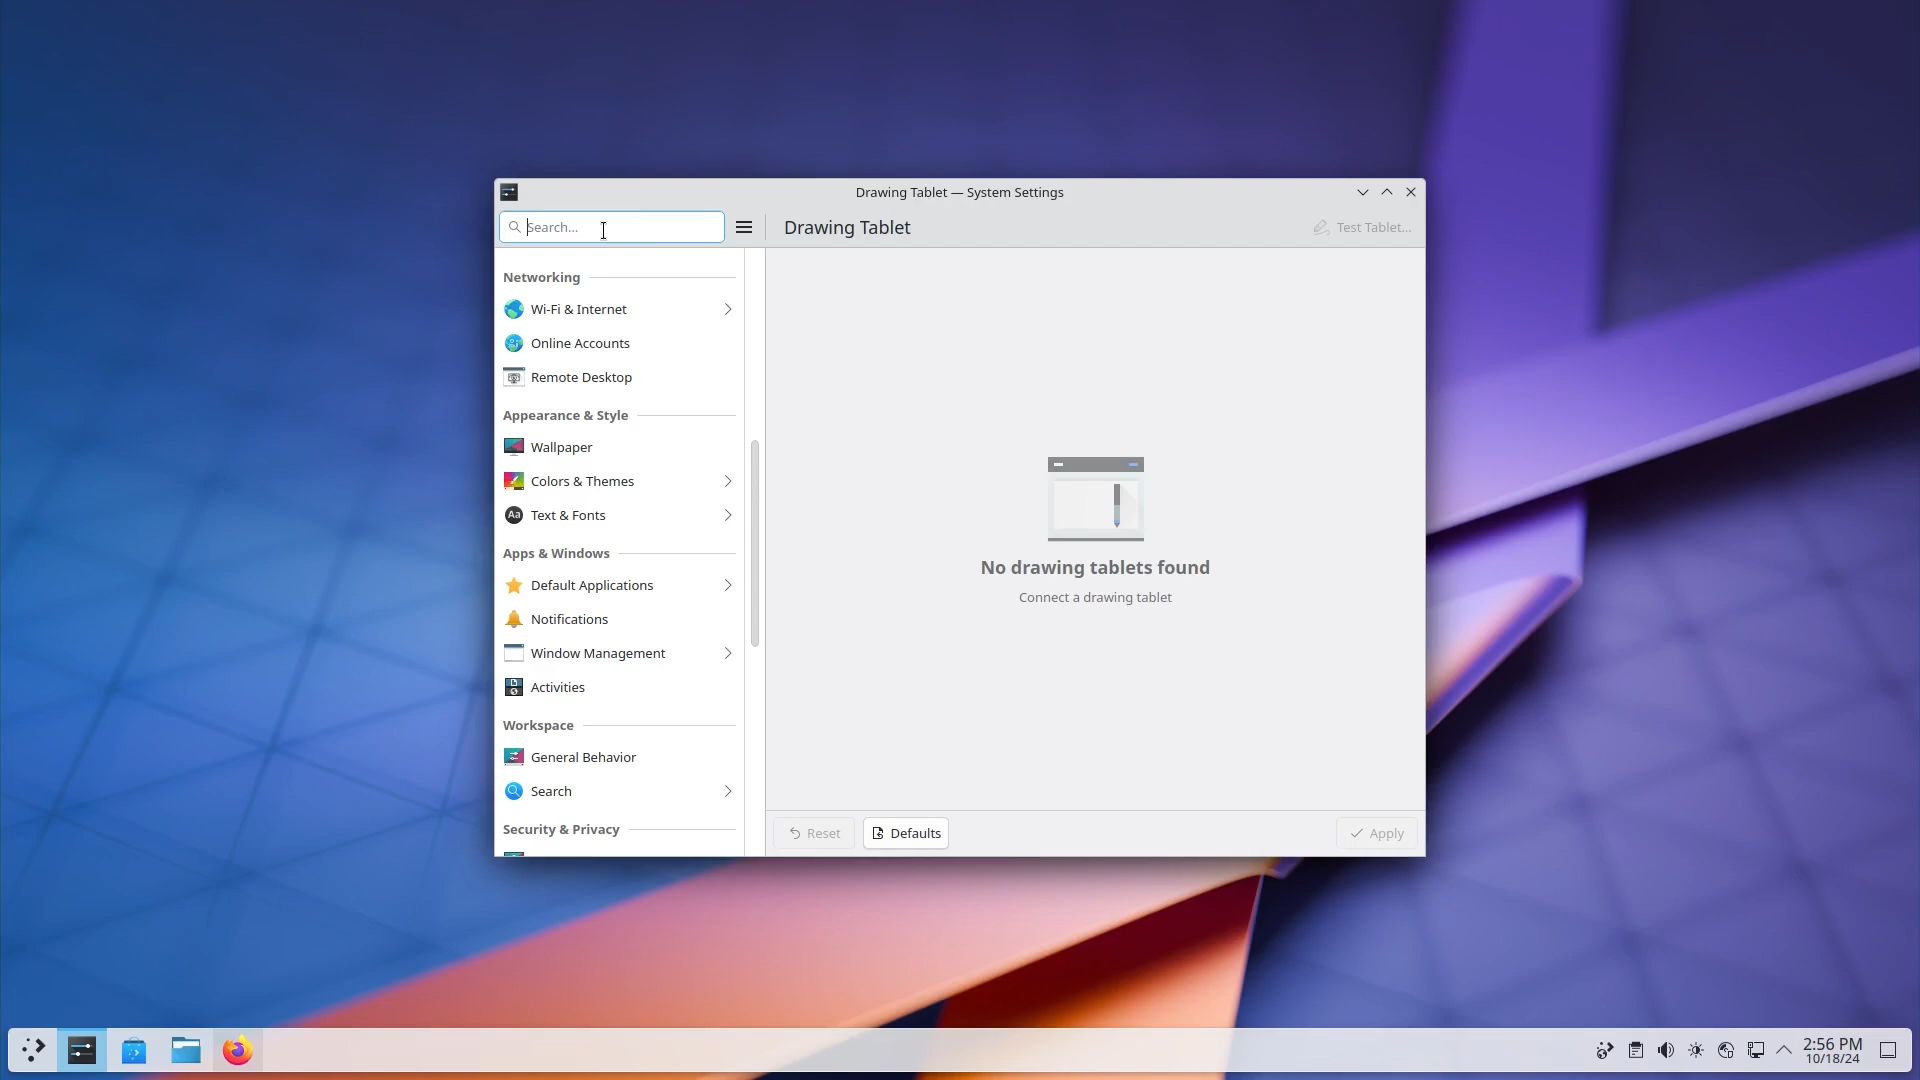 Drawing Tablet — System Settings
Search...
Drawing Tablet
Test Tablet...
Networking
Wi-Fi & Internet
Online Accounts
Remote Desktop
Appearance & Style
Wallpaper
Colors & Themes
Aa
Text & Fonts
Apps & Windows
Default Applications
Notifications
Window Management
Activities
Workspace
General Behavior
Search
Security & Privacy
No drawing tablets found
Connect a drawing tablet
Reset
Defaults
Apply
2:56 PM
10/18/24